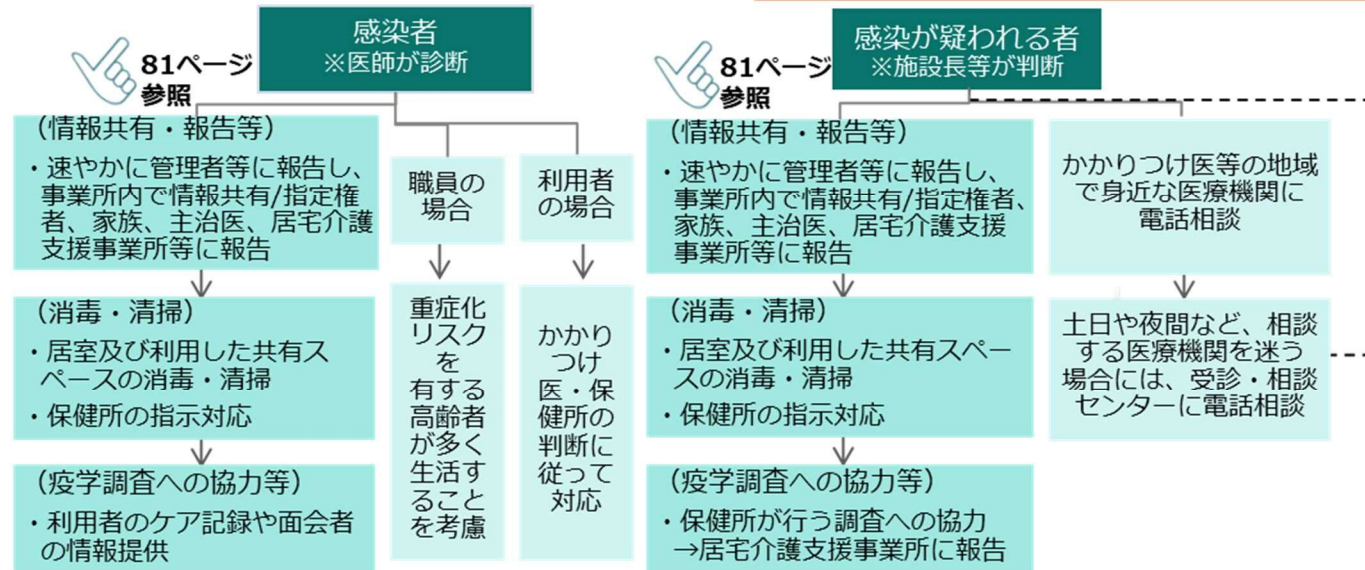 感染者
※医師が診断
81ページ
参照
（情報共有・報告等）
・速やかに管理者等に報告し、
事業所内で情報共有/指定権
者、家族、主治医、居宅介護
支援事業所等に報告
（消毒・清掃）
・居室及び利用した共有ス
ペースの消毒・清掃
・保健所の指示対応
（疫学調査への協力等）
・利用者のケア記録や面会者
の情報提供
職員の
場合
重症化
リスク
を
有する
高齢者
が多く
生活す
ること
を考慮
利用者
の場合
かかり
つけ
医・保
健所の
判断に
従って
対応
感染が疑われる者
※施設長等が判断
81ページ
参照
（情報共有・報告等）
・速やかに管理者等に報告し、
事業所内で情報共有/指定権者、
家族、主治医、居宅介護支援
事業所等に報告
（消毒・清掃）
・居室及び利用した共有スペー
スの消毒・清掃
・保健所の指示対応
（疫学調査への協力等）
・保健所が行う調査への協力
→居宅介護支援事業所に報告
かかりつけ医等の地域
で身近な医療機関に
電話相談
土日や夜間など、相談
する医療機関を迷う
場合には、受診・相談
センターに電話相談